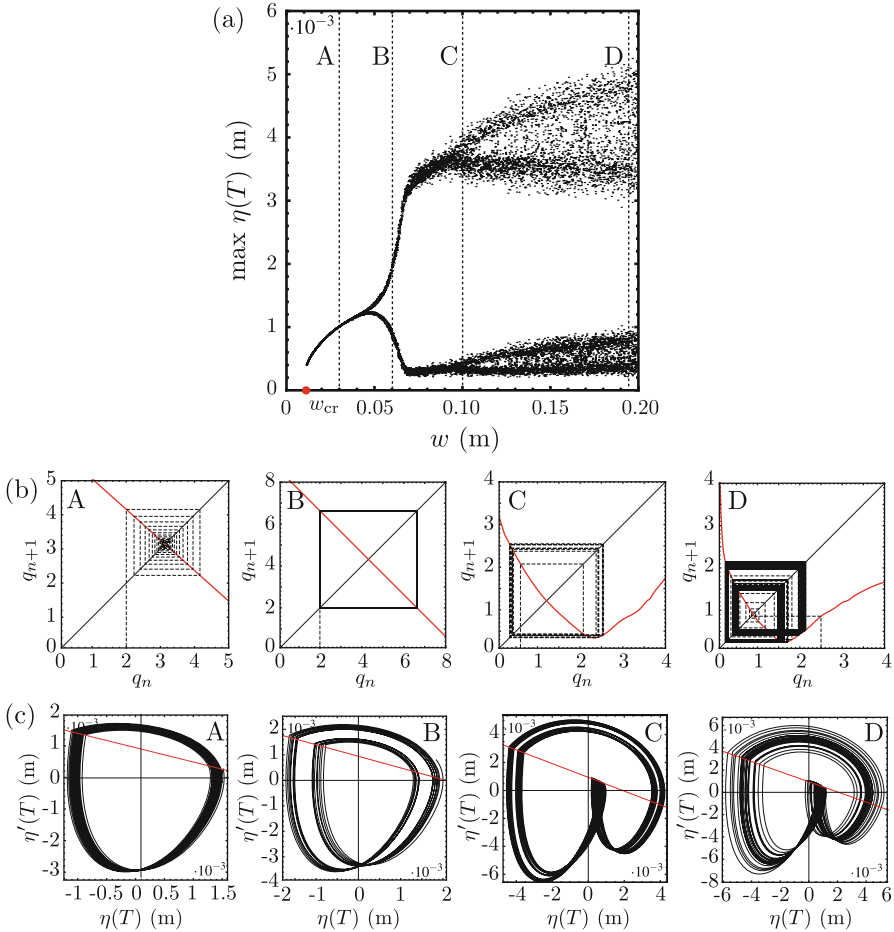 (a)
·10⁻³
A
B
C
D
6
5
4
3
2
1
0
max η(T) (m)
0
w_cr
0.05
0.10
0.15
0.20
w (m)
(b)
A
5
4
3
2
1
0
q_{n+1}
0 1 2 3 4 5
q_n
B
8
6
4
2
0
q_{n+1}
0 2 4 6 8
q_n
C
4
3
2
1
0
q_{n+1}
0 1 2 3 4
q_n
D
4
3
2
1
0
q_{n+1}
0 1 2 3 4
q_n
(c)
·10⁻³
A
2
1
0
-1
-2
-3
η′(T) (m)
·10⁻³
-1 -0.5 0 0.5 1 1.5
η(T) (m)
·10⁻³
B
3
2
1
0
-1
-2
-3
-4
η′(T) (m)
·10⁻³
-2 -1 0 1 2
η(T) (m)
·10⁻³
C
4
2
0
-2
-4
-6
η′(T) (m)
·10⁻³
-4 -2 0 2 4
η(T) (m)
·10⁻³
D
6
4
2
0
-2
-4
-6
-8
η′(T) (m)
·10⁻³
-6 -4 -2 0 2 4 6
η(T) (m)